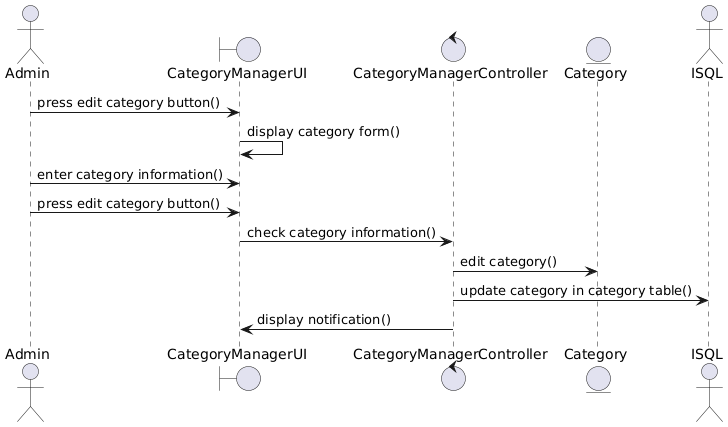 Admin
CategoryManagerUI
CategoryManagerController
Category
ISQL
press edit category button()
display category form()
enter category information()
press edit category button()
check category information()
edit category()
update category in category table()
display notification()
Admin
CategoryManagerUI
CategoryManagerController
Category
ISQL